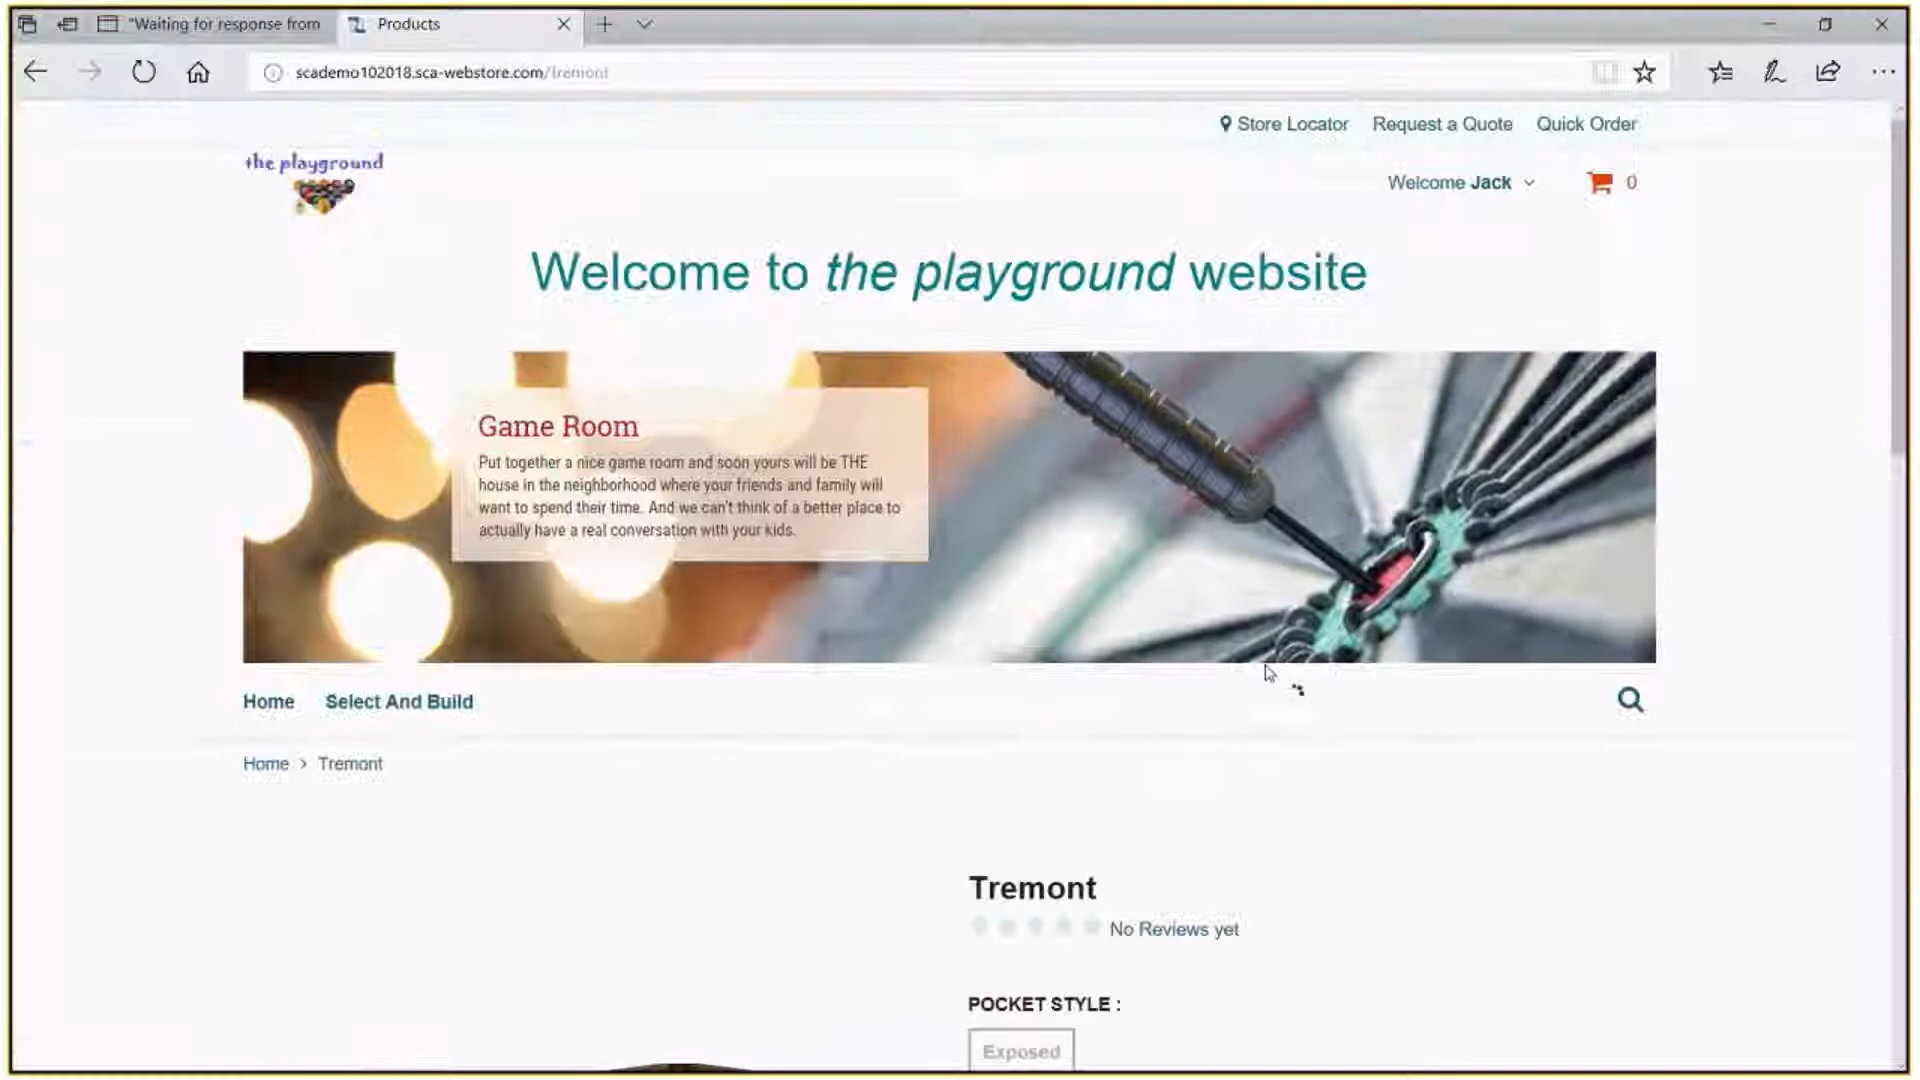 "Waiting for response from
Products
scademo102018.sca-webstore.com/tremont
Store Locator
Request a Quote
Quick Order
the playground
Welcome Jack
0
Welcome to the playground website
Game Room
Put together a nice game room and soon yours will be THE
house in the neighborhood where your friends and family will
want to spend their time. And we can't think of a better place to
actually have a real conversation with your kids.
Home
Select And Build
Home > Tremont
Tremont
No Reviews yet
POCKET STYLE :
Exposed